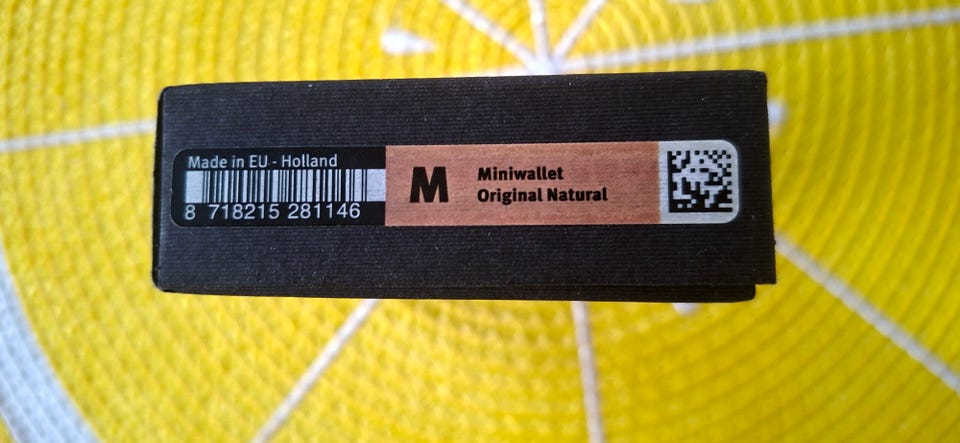 Made in EU - Holland
8 718215 281146
M
Miniwallet
Original Natural